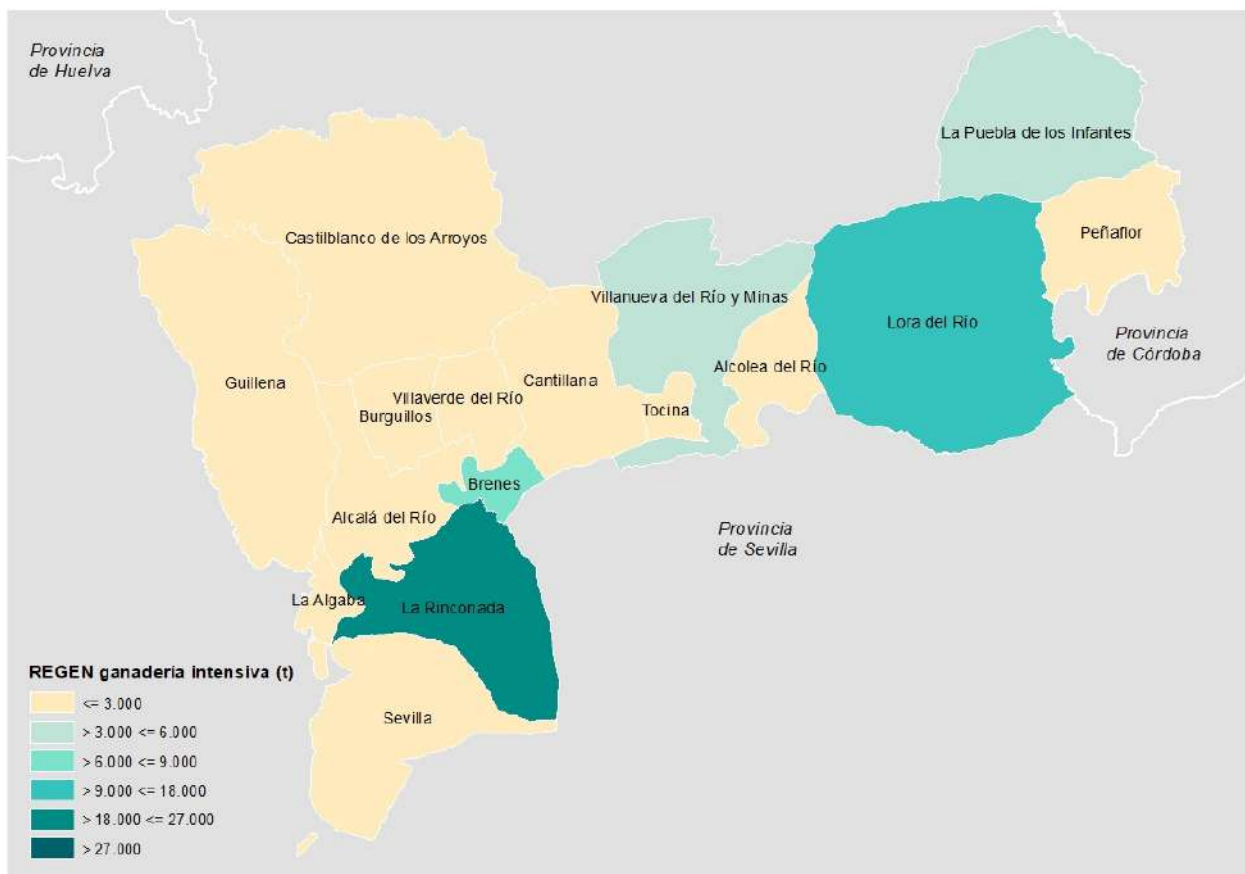 Provincia
de Huelva
La Puebla de los Infantes
Castilblanco de los Arroyos
Peñaflor
Villanueva del Río y Minas
Lora del Río
Provincia
de Córdoba
Guillena
Cantillana
Alcolea del Río
Villaverde del Río
Burguillos
Tocina
Brenes
Alcalá del Río
Provincia
de Sevilla
La Algaba
La Rinconada
Sevilla
REGEN ganadería intensiva (t)
<= 3.000
> 3.000 <= 6.000
> 6.000 <= 9.000
> 9.000 <= 18.000
> 18.000 <= 27.000
> 27.000